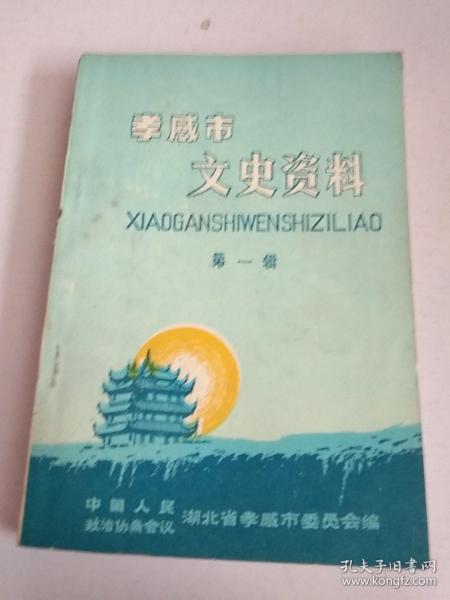 孝感市
文史资料
XIAOGANSHIWENSHIZILIAO
第一辑
中国人民
政治协商会议 湖北省孝感市委员会编
孔夫子旧书网
www.kongfz.com